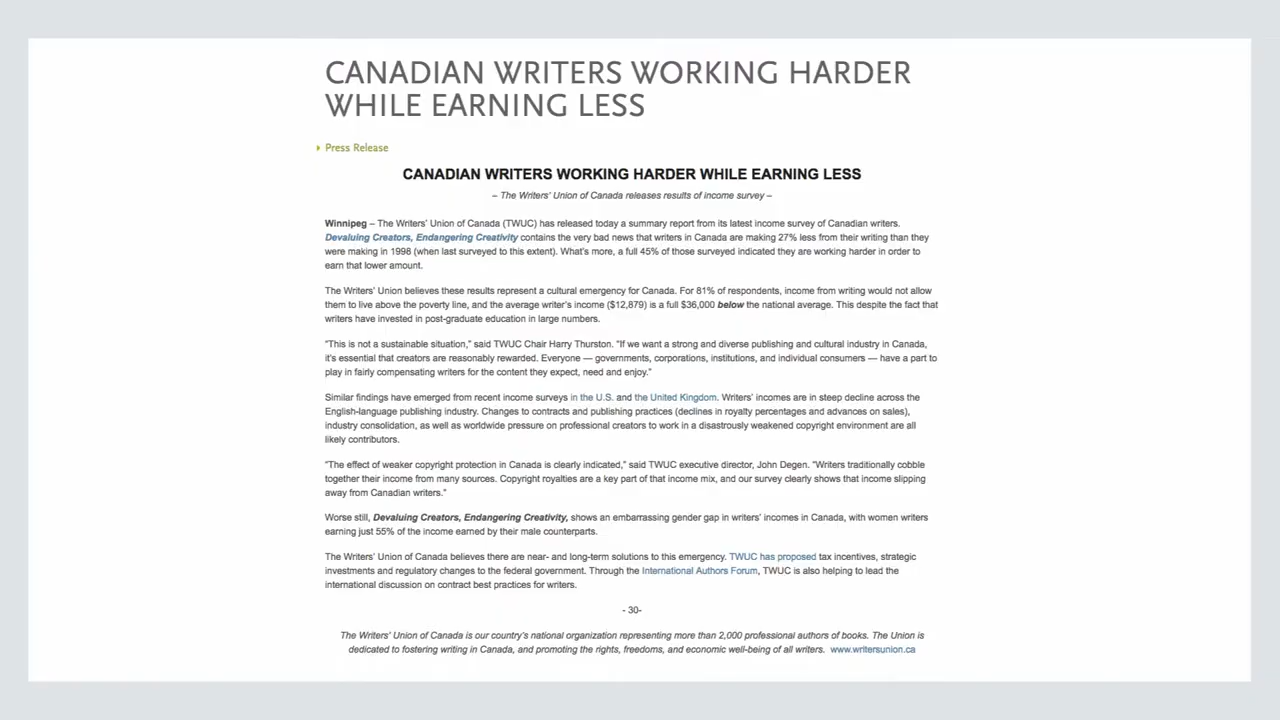 CANADIAN WRITERS WORKING HARDER
WHILE EARNING LESS
Press Release
CANADIAN WRITERS WORKING HARDER WHILE EARNING LESS
– The Writers' Union of Canada releases results of income survey –
Winnipeg – The Writers' Union of Canada (TWUC) has released today a summary report from its latest income survey of Canadian writers.
Devaluing Creators, Endangering Creativity contains the very bad news that writers in Canada are making 27% less from their writing than they
were making in 1998 (when last surveyed to this extent). What's more, a full 45% of those surveyed indicated they are working harder in order to
earn that lower amount.
The Writers' Union believes these results represent a cultural emergency for Canada. For 81% of respondents, income from writing would not allow
them to live above the poverty line, and the average writer's income ($12,879) is a full $36,000 below the national average. This despite the fact that
writers have invested in post-graduate education in large numbers.
"This is not a sustainable situation," said TWUC Chair Harry Thurston. "If we want a strong and diverse publishing and cultural industry in Canada,
it's essential that creators are reasonably rewarded. Everyone — governments, corporations, institutions, and individual consumers — have a part to
play in fairly compensating writers for the content they expect, need and enjoy."
Similar findings have emerged from recent income surveys in the U.S. and the United Kingdom. Writers' incomes are in steep decline across the
English-language publishing industry. Changes to contracts and publishing practices (declines in royalty percentages and advances on sales),
industry consolidation, as well as worldwide pressure on professional creators to work in a disastrously weakened copyright environment are all
likely contributors.
"The effect of weaker copyright protection in Canada is clearly indicated," said TWUC executive director, John Degen. "Writers traditionally cobble
together their income from many sources. Copyright royalties are a key part of that income mix, and our survey clearly shows that income slipping
away from Canadian writers."
Worse still, Devaluing Creators, Endangering Creativity, shows an embarrassing gender gap in writers' incomes in Canada, with women writers
earning just 55% of the income earned by their male counterparts.
The Writers' Union of Canada believes there are near- and long-term solutions to this emergency. TWUC has proposed tax incentives, strategic
investments and regulatory changes to the federal government. Through the International Authors Forum, TWUC is also helping to lead the
international discussion on contract best practices for writers.
- 30-
The Writers' Union of Canada is our country's national organization representing more than 2,000 professional authors of books. The Union is
dedicated to fostering writing in Canada, and promoting the rights, freedoms, and economic well-being of all writers. www.writersunion.ca